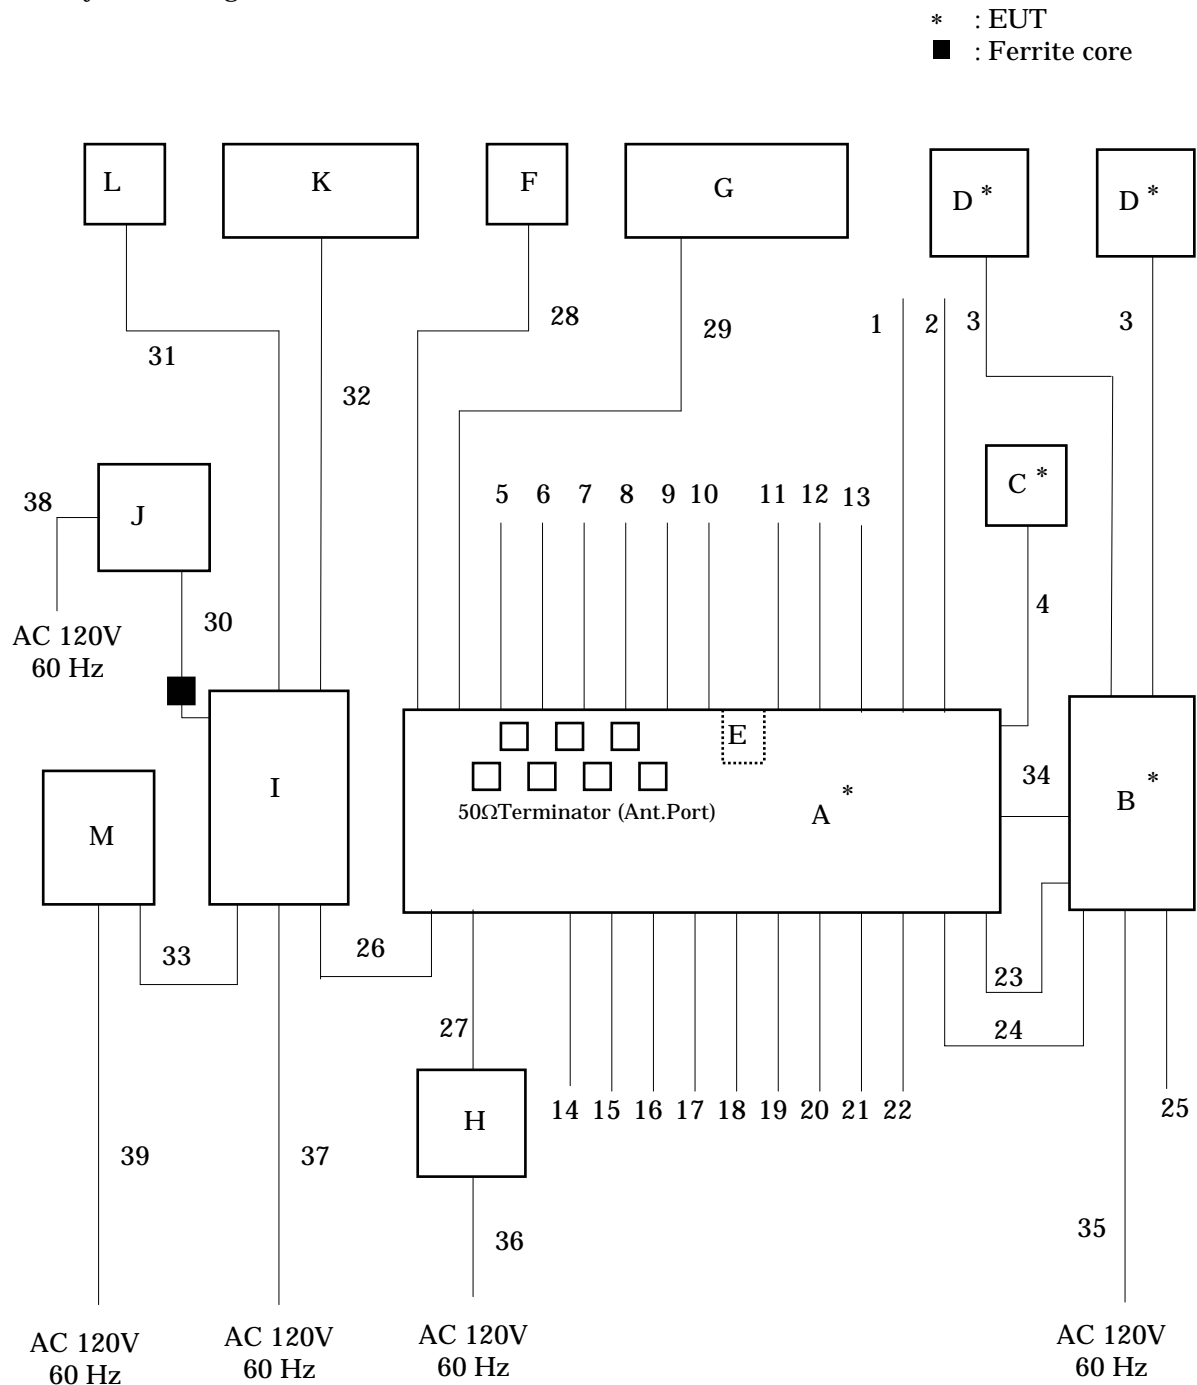 * : EUT
■ : Ferrite core
L
K
F
G
D *
D *
28
1
2
3
3
29
31
32
C *
38
J
5
6
7
8
9
10
11
12
13
4
30
AC 120V
60 Hz
E
34
I
50ΩTerminator (Ant.Port)
A *
B *
M
33
26
23
27
24
H
14
15
16
17
18
19
20
21
22
25
39
37
36
35
AC 120V
60 Hz
AC 120V
60 Hz
AC 120V
60 Hz
AC 120V
60 Hz